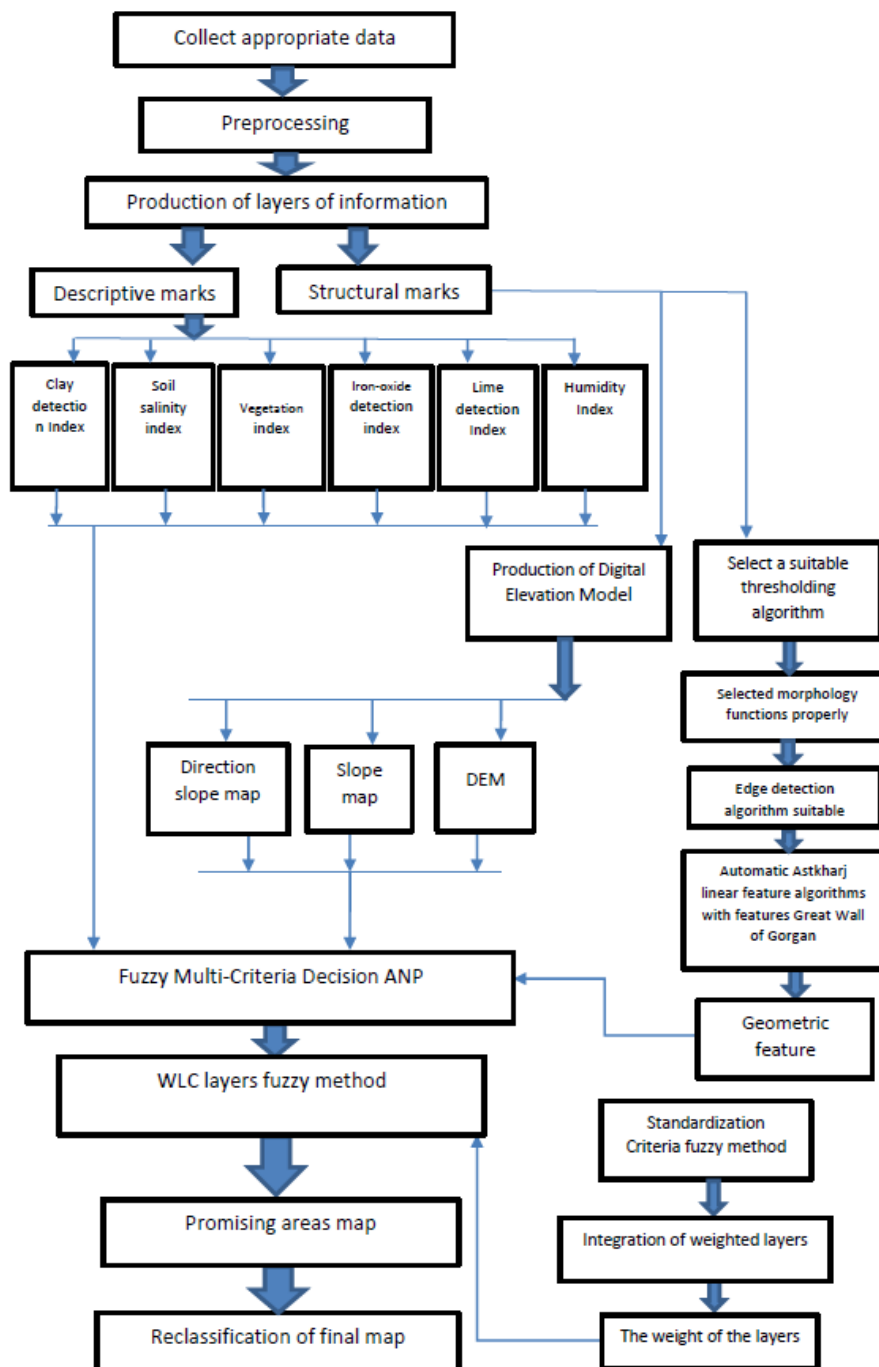 Collect appropriate data
Preprocessing
Production of layers of information
Descriptive marks
Structural marks
Clay
detectio
n Index
Soil
salinity
index
Vegetation
index
Iron-oxide
detection
index
Lime
detection
Index
Humidity
Index
Production of Digital
Elevation Model
Select a suitable
thresholding
algorithm
Selected morphology
functions properly
Direction
slope map
Slope
map
DEM
Edge detection
algorithm suitable
Automatic Astkharj
linear feature algorithms
with features Great Wall
of Gorgan
Fuzzy Multi-Criteria Decision ANP
Geometric
feature
WLC layers fuzzy method
Standardization
Criteria fuzzy method
Promising areas map
Integration of weighted layers
Reclassification of final map
The weight of the layers